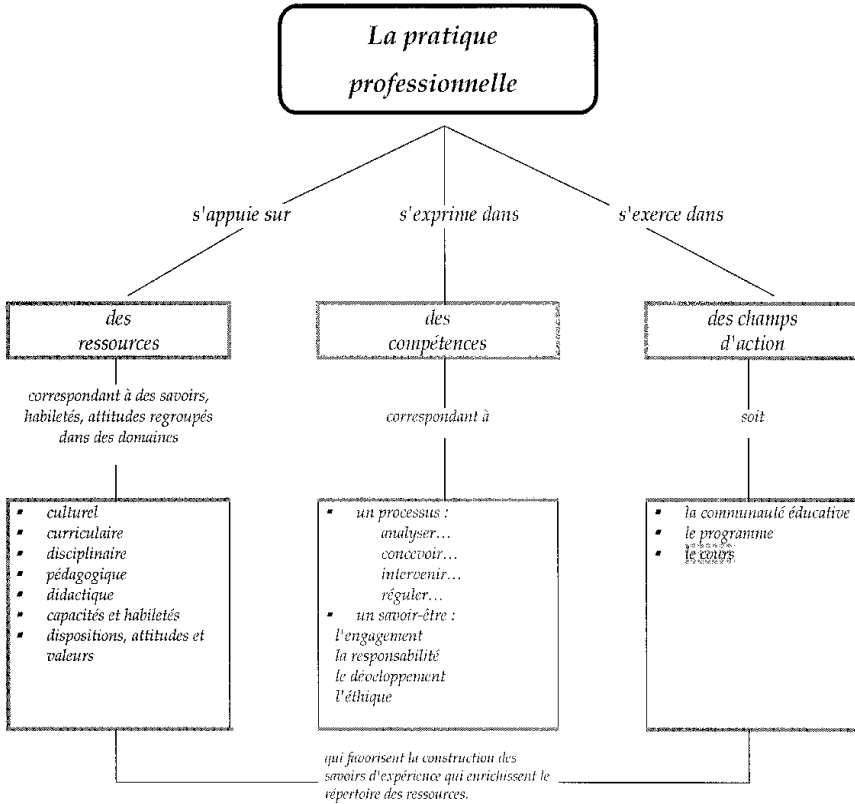 La pratique
professionnelle
s'appuie sur
s'exprime dans
s'exerce dans
des
ressources
des
compétences
des champs
d'action
correspondant à des savoirs,
habiletés, attitudes regroupés
dans des domaines
correspondant à
soit
▪ culturel
▪ curriculaire
▪ disciplinaire
▪ pédagogique
▪ didactique
▪ capacités et habiletés
▪ dispositions, attitudes et
valeurs
▪ un processus :
analyser…
concevoir…
intervenir…
réguler…
▪ un savoir-être :
l'engagement
la responsabilité
le développement
l'éthique
▪ la communauté éducative
▪ le programme
▪ le cours
qui favorisent la construction des
savoirs d'expérience qui enrichissent le
répertoire des ressources.